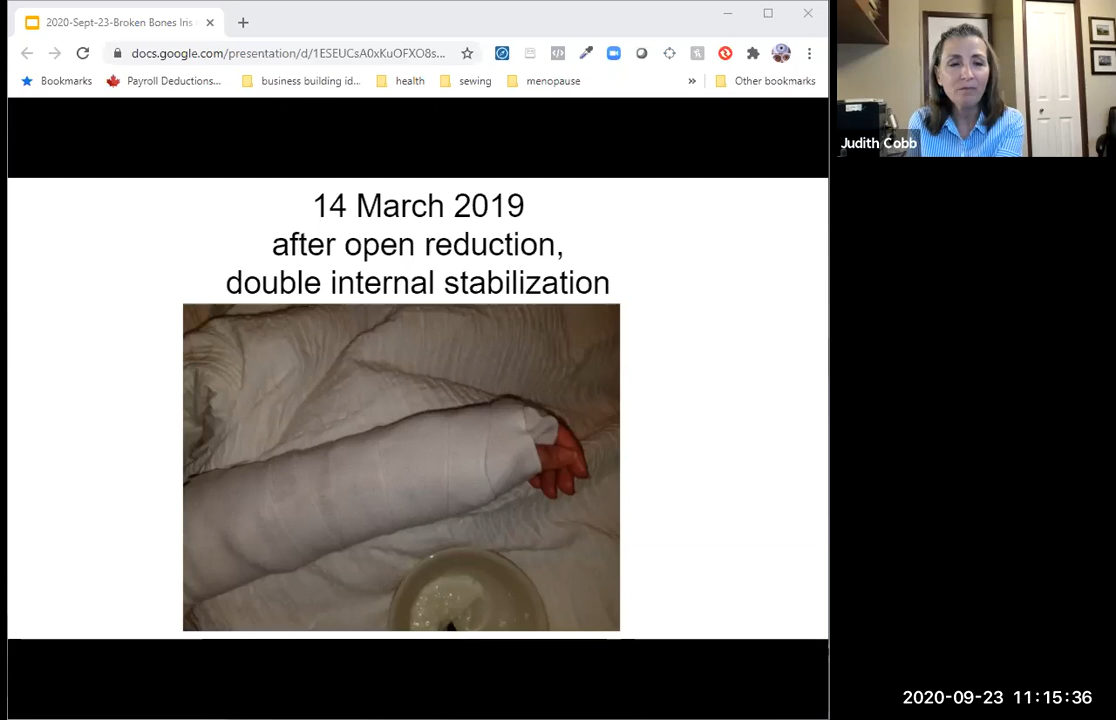 2020-Sept-23-Broken Bones Iris
docs.google.com/presentation/d/1ESEUCsA0xKuOFXO8s...
Bookmarks Payroll Deductions... business building id... health sewing menopause » Other bookmarks
Judith Cobb
14 March 2019
after open reduction,
double internal stabilization
2020-09-23 11:15:36